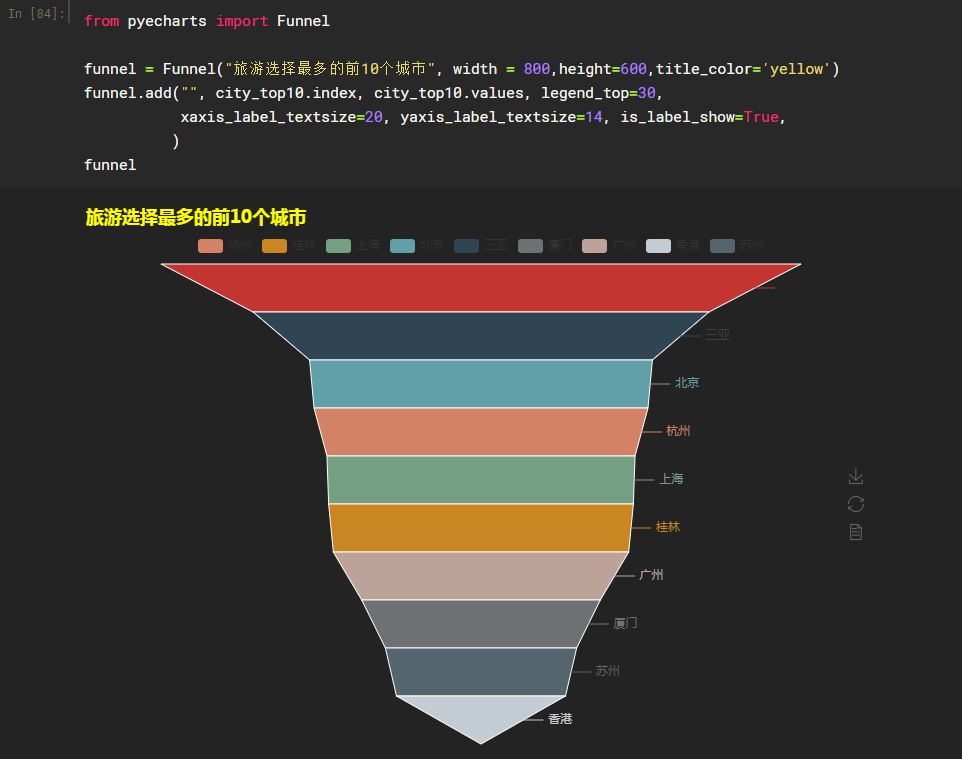 In [84]:
from pyecharts import Funnel
funnel = Funnel("旅游选择最多的前10个城市", width = 800,height=600,title_color='yellow')
funnel.add("", city_top10.index, city_top10.values, legend_top=30,
xaxis_label_textsize=20, yaxis_label_textsize=14, is_label_show=True,
)
funnel
旅游选择最多的前10个城市
杭州 桂林 上海 北京 三亚 厦门 广州 香港 苏州
三亚
北京
杭州
上海
桂林
广州
厦门
苏州
香港